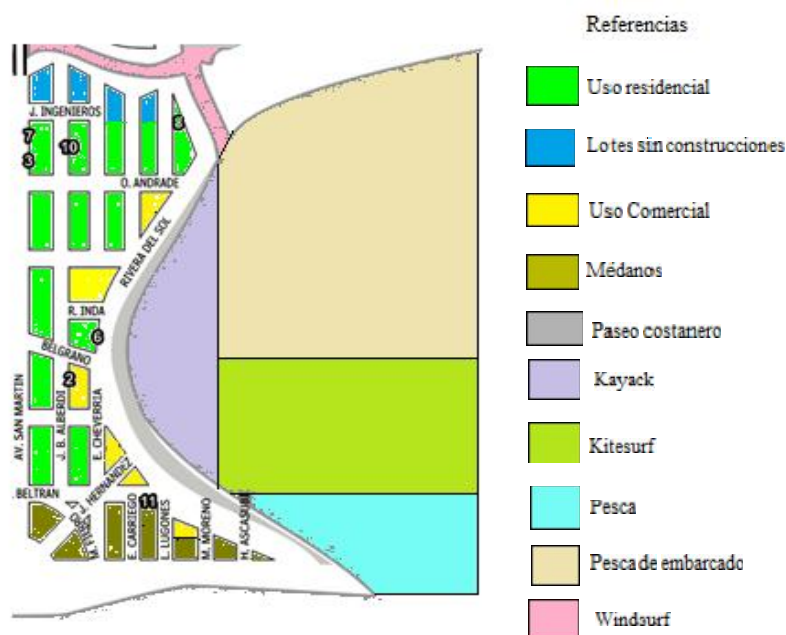 Referencias
Uso residencial
Lotes sin construcciones
Uso Comercial
Médanos
Paseo costanero
Kayack
Kitesurf
Pesca
Pesca de embarcado
Windsurf
J. INGENIEROS
7
3
10
8
O. ANDRADE
RIVERA DEL SOL
R. INDA
6
BELGRANO
2
AV. SAN MARTIN
J. B. ALBERDI
E. CHEVERRIA
J. HERNANDEZ
. BELTRAN
11
E. CARRIEGO
L. LUGONES
M. MORENO
H. ASCASUBI